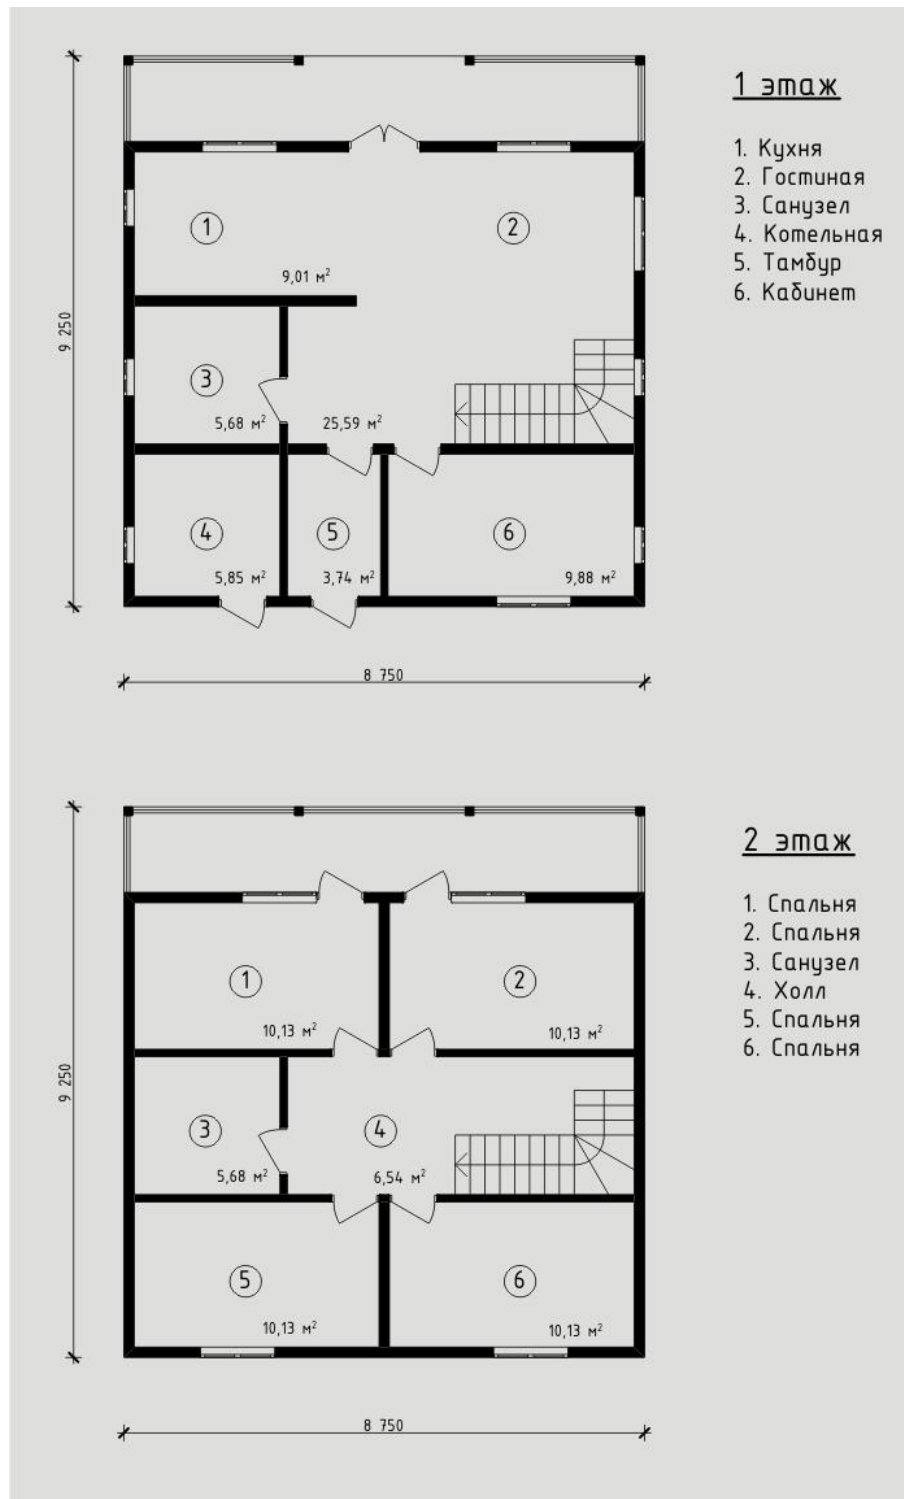 1 этаж
1. Кухня
2. Гостиная
3. Санузел
4. Котельная
5. Тамбур
6. Кабинет
1
2
9,01 м²
9 250
3
5,68 м²
25,59 м²
4
5
6
5,85 м²
3,74 м²
9,88 м²
8 750
2 этаж
1. Спальня
2. Спальня
3. Санузел
4. Холл
5. Спальня
6. Спальня
1
2
10,13 м²
10,13 м²
9 250
3
4
5,68 м²
6,54 м²
5
6
10,13 м²
10,13 м²
8 750